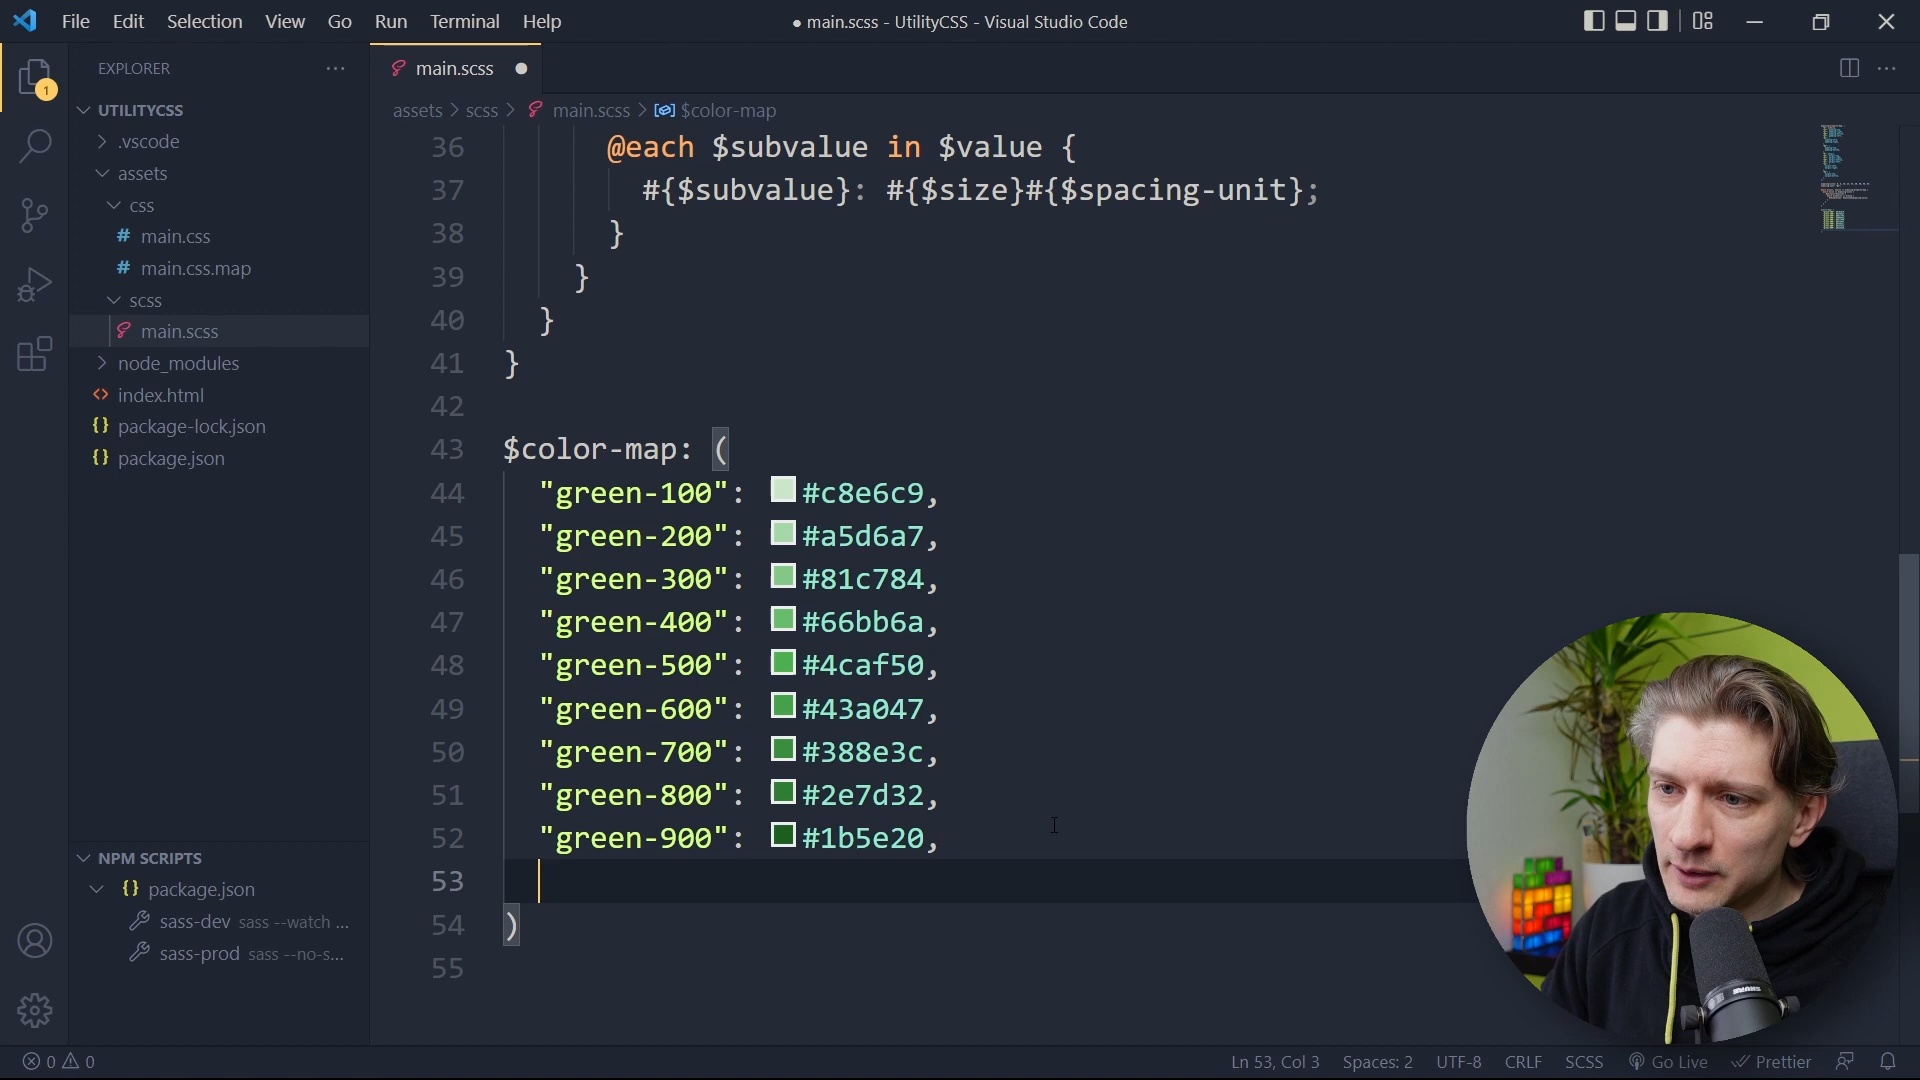 File Edit Selection View Go Run Terminal Help
● main.scss - UtilityCSS - Visual Studio Code
EXPLORER
1
UTILITYCSS
.vscode
assets
css
# main.css
# main.css.map
scss
main.scss
node_modules
<> index.html
{} package-lock.json
{} package.json
NPM SCRIPTS
{} package.json
sass-dev sass --watch ...
sass-prod sass --no-s...
main.scss ●
assets > scss > main.scss > $color-map
36 @each $subvalue in $value {
37 #{$subvalue}: #{$size}#{$spacing-unit};
38 }
39 }
40 }
41 }
42
43 $color-map: (
44 "green-100": #c8e6c9,
45 "green-200": #a5d6a7,
46 "green-300": #81c784,
47 "green-400": #66bb6a,
48 "green-500": #4caf50,
49 "green-600": #43a047,
50 "green-700": #388e3c,
51 "green-800": #2e7d32,
52 "green-900": #1b5e20,
53
54 )
55
SHURE
0 0
Ln 53, Col 3 Spaces: 2 UTF-8 CRLF SCSS Go Live Prettier